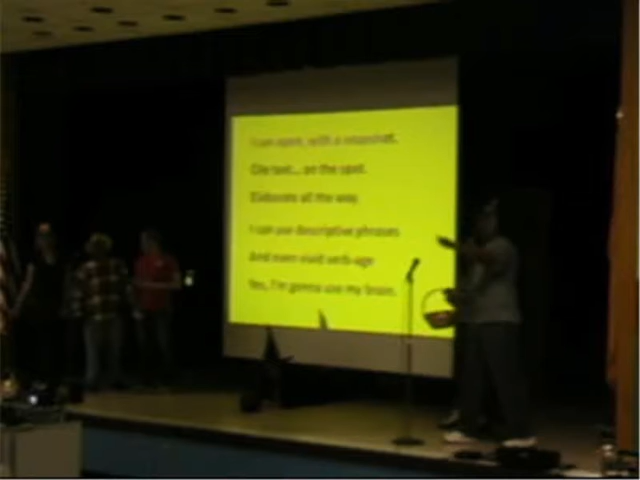 I can open, with a
Cite text... on the spot.
Elaborate all the way.
I can use descriptive phrases
And even vivid verb-age
Yes, I'm gonna use my brain.